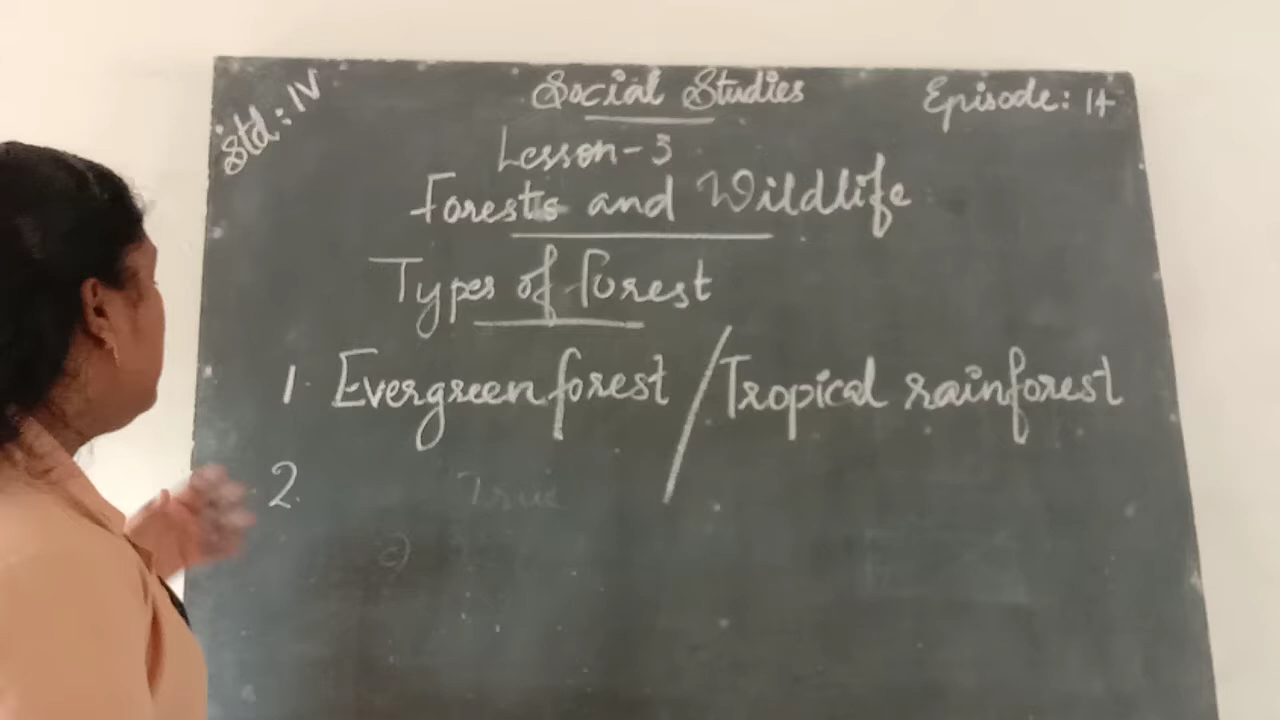 Std: IV
Social Studies
Episode: 14
Lesson-3
Forests and Wildlife
Types of forest
1. Evergreen forest / Tropical rainforest
2.
True